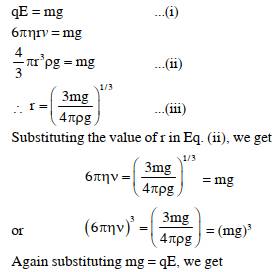 qE = mg ...(i)
6πηrν = mg
4/3 πr³ρg = mg ...(ii)
∴ r = (3mg/4πρg)^1/3 ...(iii)
Substituting the value of r in Eq. (ii), we get
6πην = (3mg/4πρg)^1/3 = mg
or (6πην)³ = (3mg/4πρg) = (mg)³
Again substituting mg = qE, we get